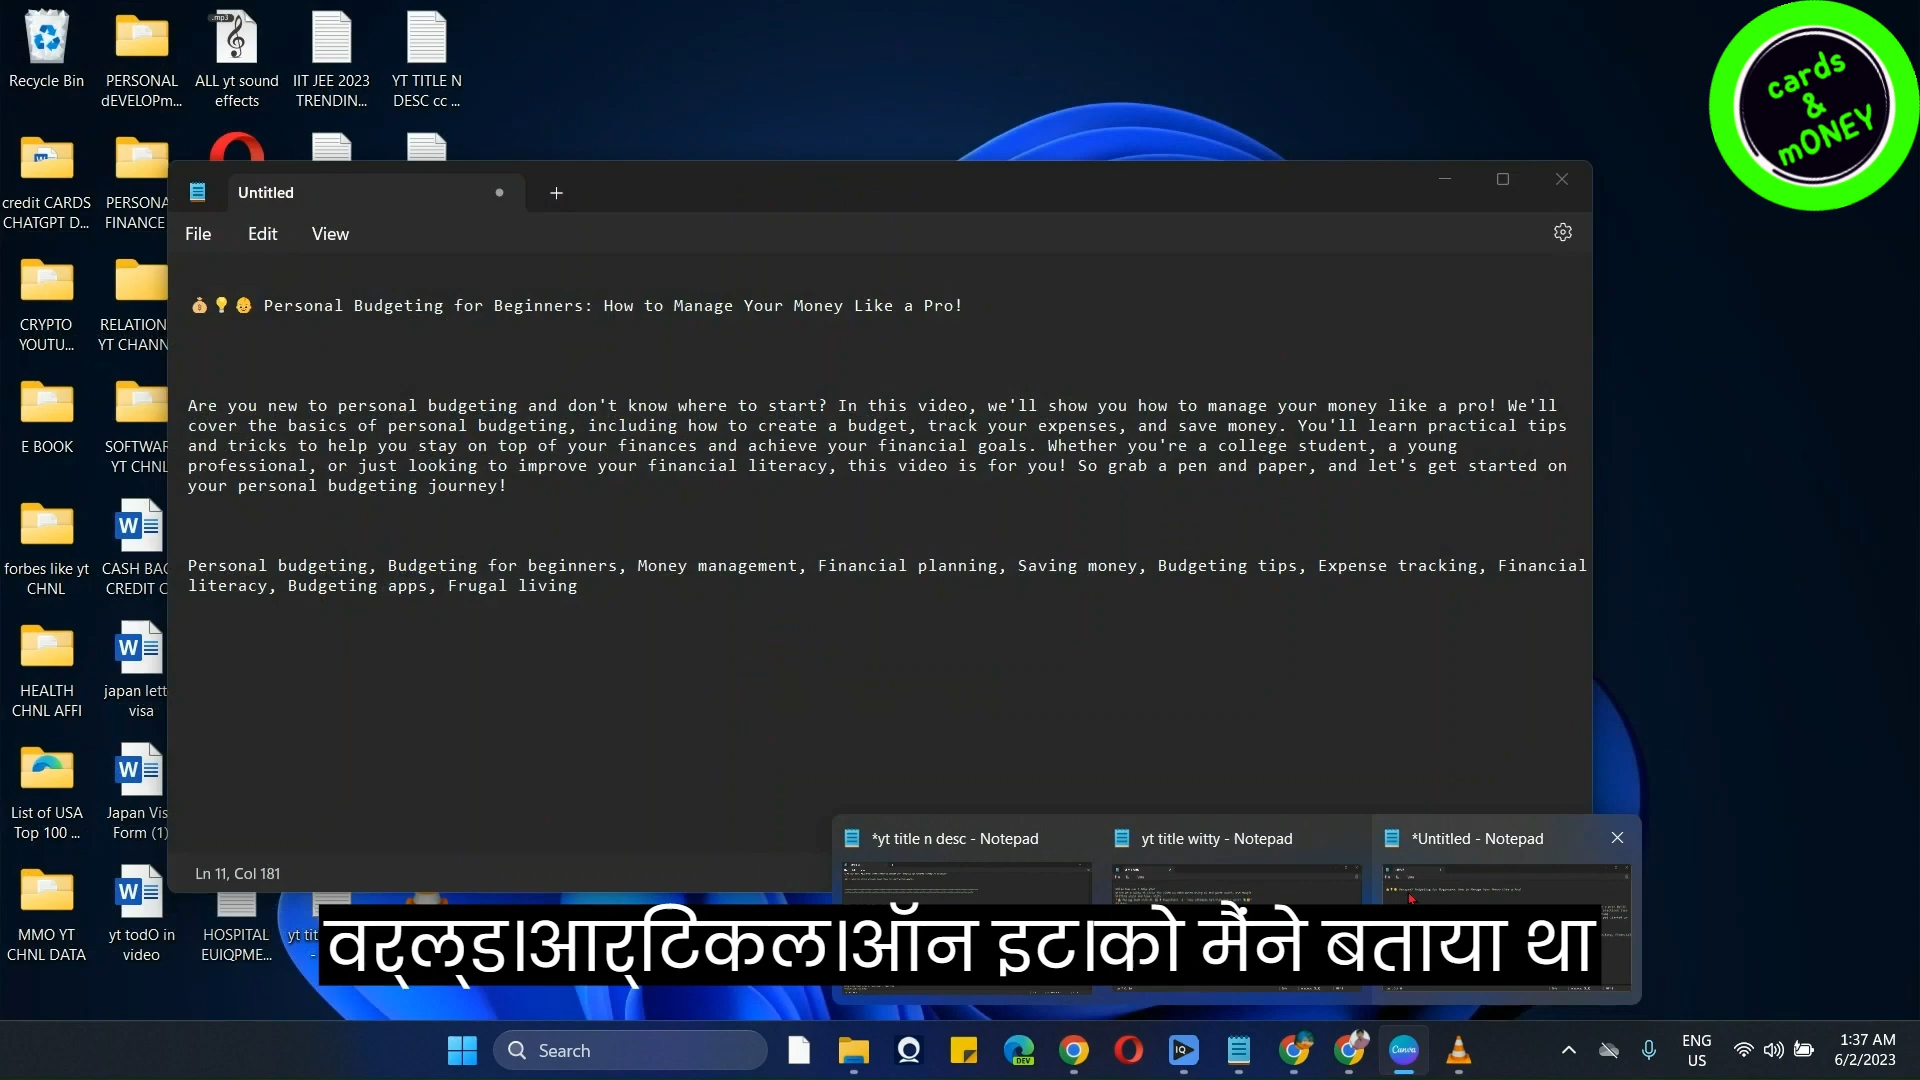 Recycle Bin
PERSONAL
dEVELOPm...
.mp3
ALL yt sound
effects
IIT JEE 2023
TRENDIN...
YT TITLE N
DESC cc ...
cards
&
mONEY
credit CARDS
CHATGPT D...
PERSONA
FINANCE
Untitled
File
Edit
View
💰💡👶 Personal Budgeting for Beginners: How to Manage Your Money Like a Pro!
Are you new to personal budgeting and don't know where to start? In this video, we'll show you how to manage your money like a pro! We'll
cover the basics of personal budgeting, including how to create a budget, track your expenses, and save money. You'll learn practical tips
and tricks to help you stay on top of your finances and achieve your financial goals. Whether you're a college student, a young
professional, or just looking to improve your financial literacy, this video is for you! So grab a pen and paper, and let's get started on
your personal budgeting journey!
Personal budgeting, Budgeting for beginners, Money management, Financial planning, Saving money, Budgeting tips, Expense tracking, Financial
literacy, Budgeting apps, Frugal living
Ln 11, Col 181
CRYPTO
YOUTU...
RELATION
YT CHANN
E BOOK
SOFTWAR
YT CHNL
forbes like yt
CHNL
CASH BAC
CREDIT C
HEALTH
CHNL AFFI
japan lett
visa
List of USA
Top 100 ...
Japan Vis
Form (1)
MMO YT
CHNL DATA
yt todO in
video
HOSPITAL
EUIQPME...
yt tit
*yt title n desc - Notepad
yt title witty - Notepad
*Untitled - Notepad
वर्‌ल्‌ड।आर्‌टिकल।ऑन इट।को मैंने बताया था
Search
DEV
IQ
Canva
ENG
US
1:37 AM
6/2/2023